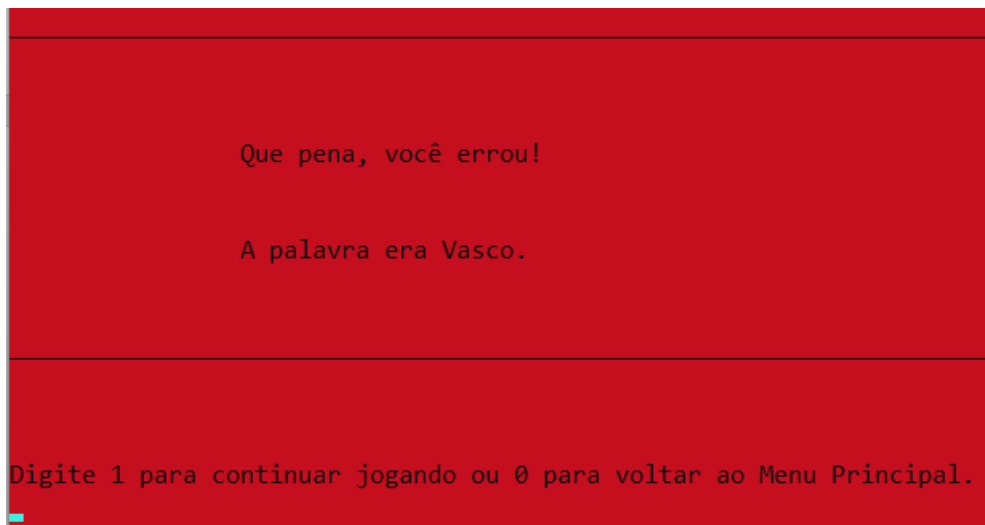 Que pena, você errou!
A palavra era Vasco.
Digite 1 para continuar jogando ou 0 para voltar ao Menu Principal.